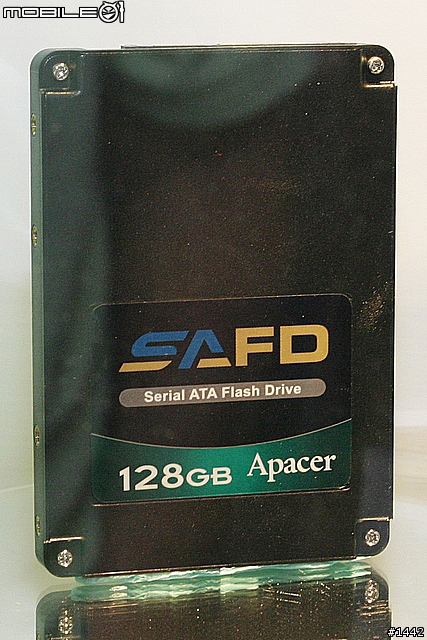 MOBILE01
SAFD
Serial ATA Flash Drive
128GB Apacer
#1442